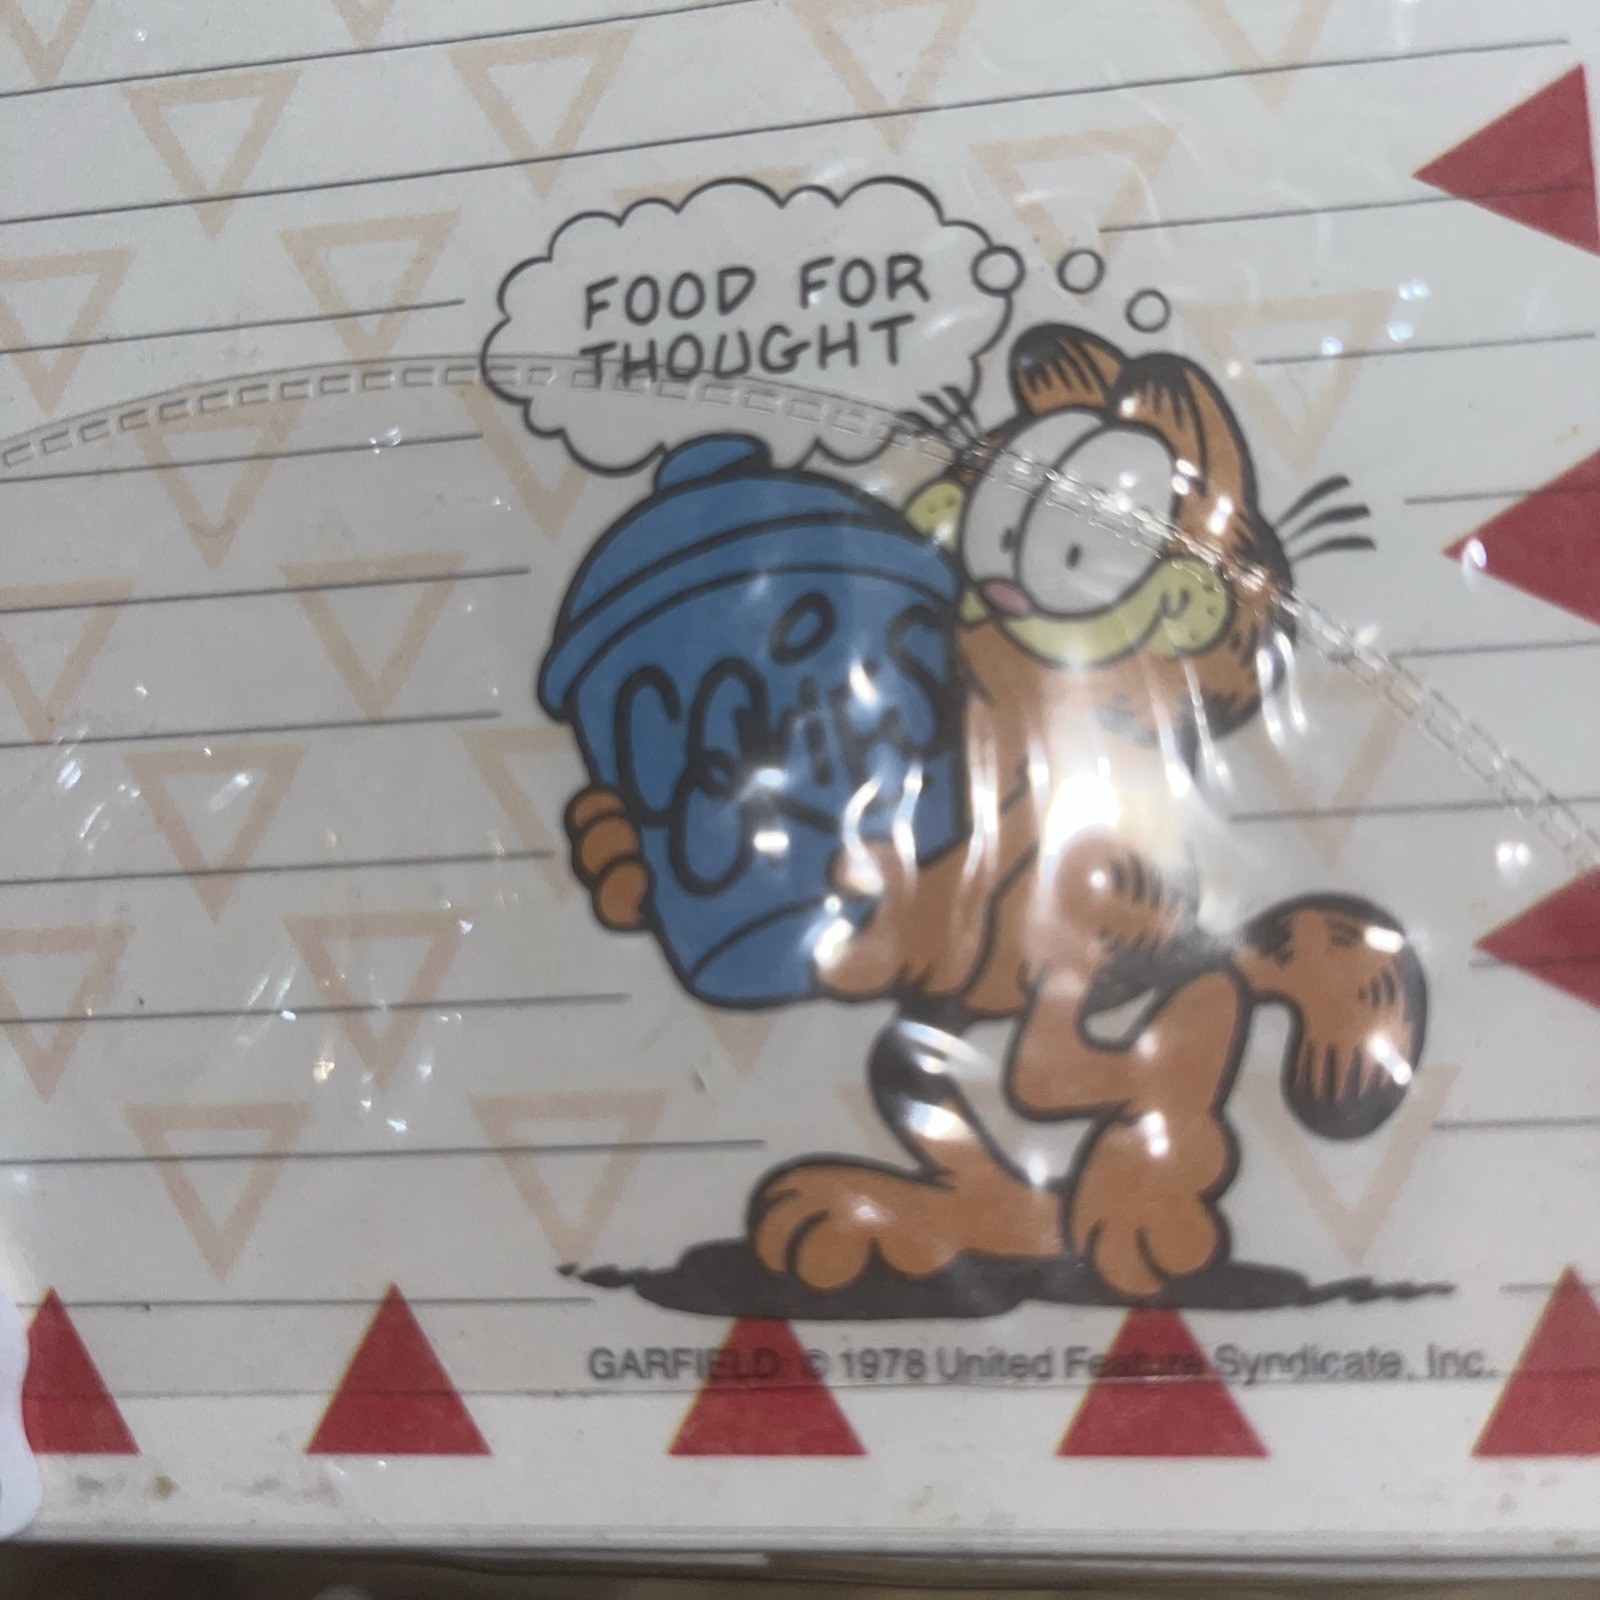 FOOD FOR
THOUGHT
GARFIELD © 1978 United Feature Syndicate, Inc.